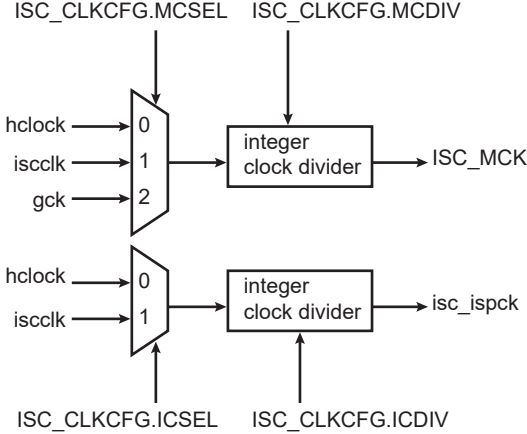 ISC_CLKCFG.MCSEL ISC_CLKCFG.MCDIV
hclock 0
iscclk 1
gck 2
integer
clock divider
ISC_MCK
hclock 0
iscclk 1
integer
clock divider
isc_ispck
ISC_CLKCFG.ICSEL ISC_CLKCFG.ICDIV